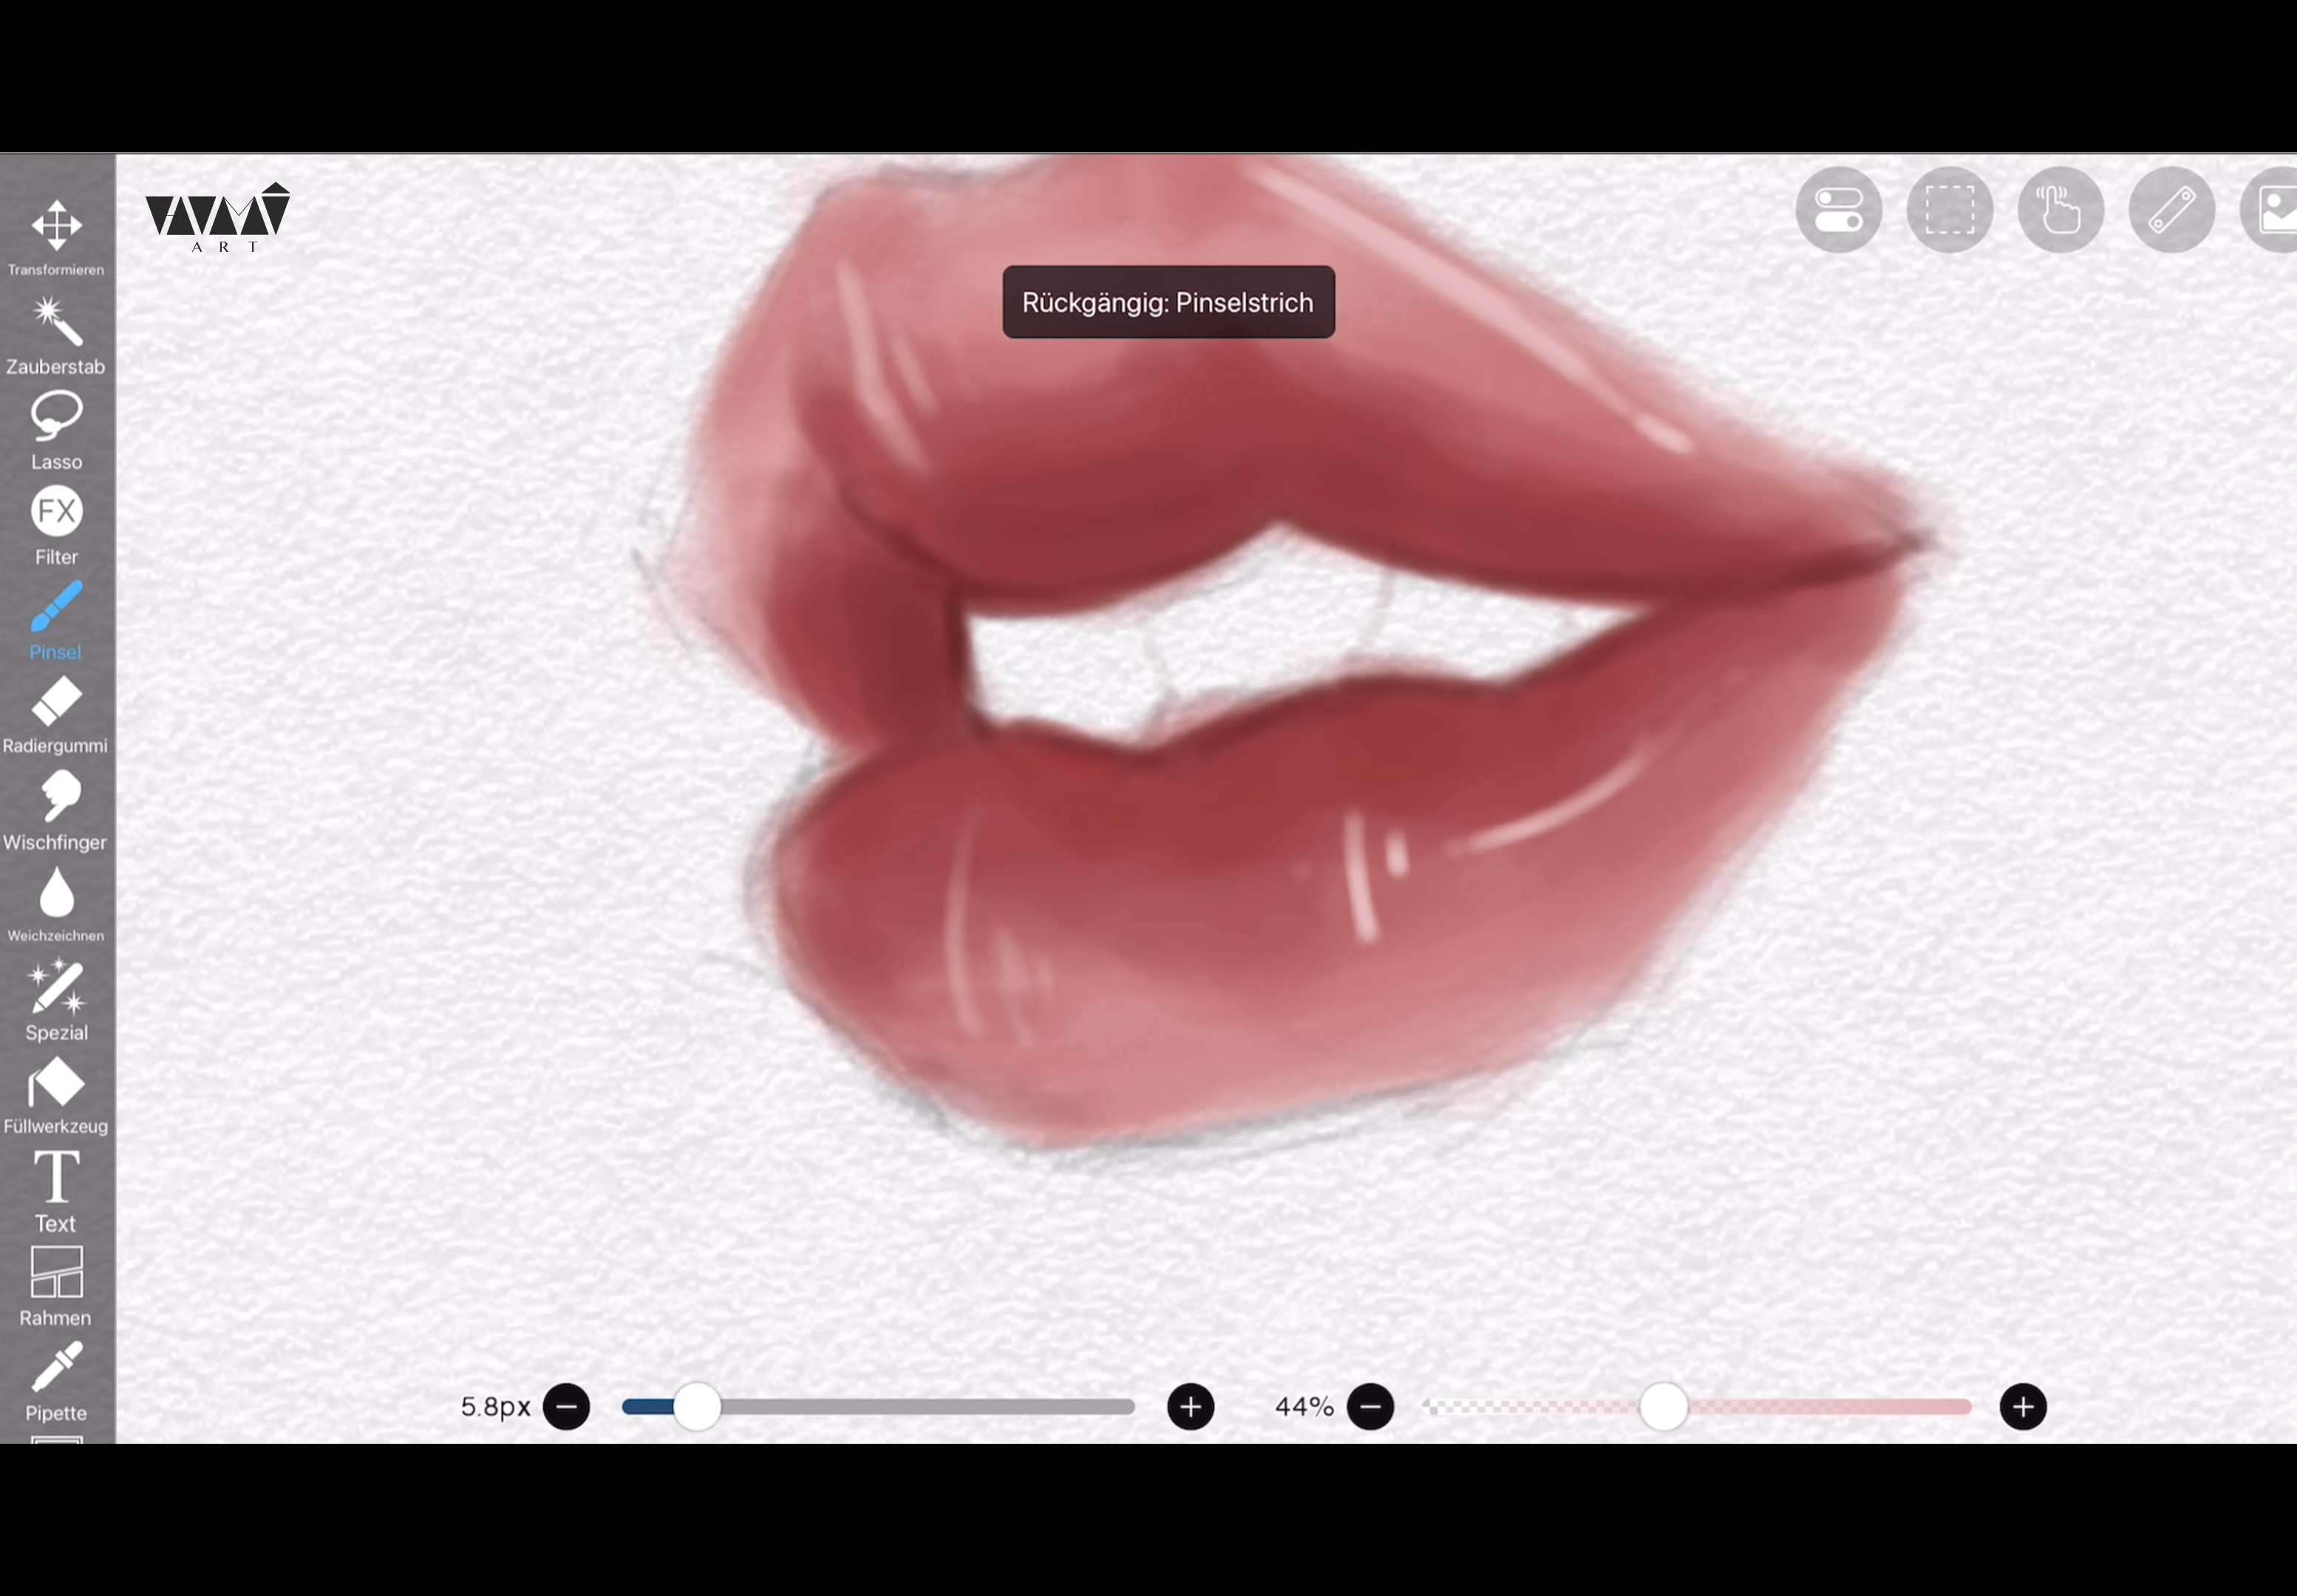 Transformieren
Zauberstab
Lasso
FX
Filter
Pinsel
Radiergummi
Wischfinger
Weichzeichnen
Spezial
Füllwerkzeug
T
Text
Rahmen
Pipette
ART
Rückgängig: Pinselstrich
5.8px
44%